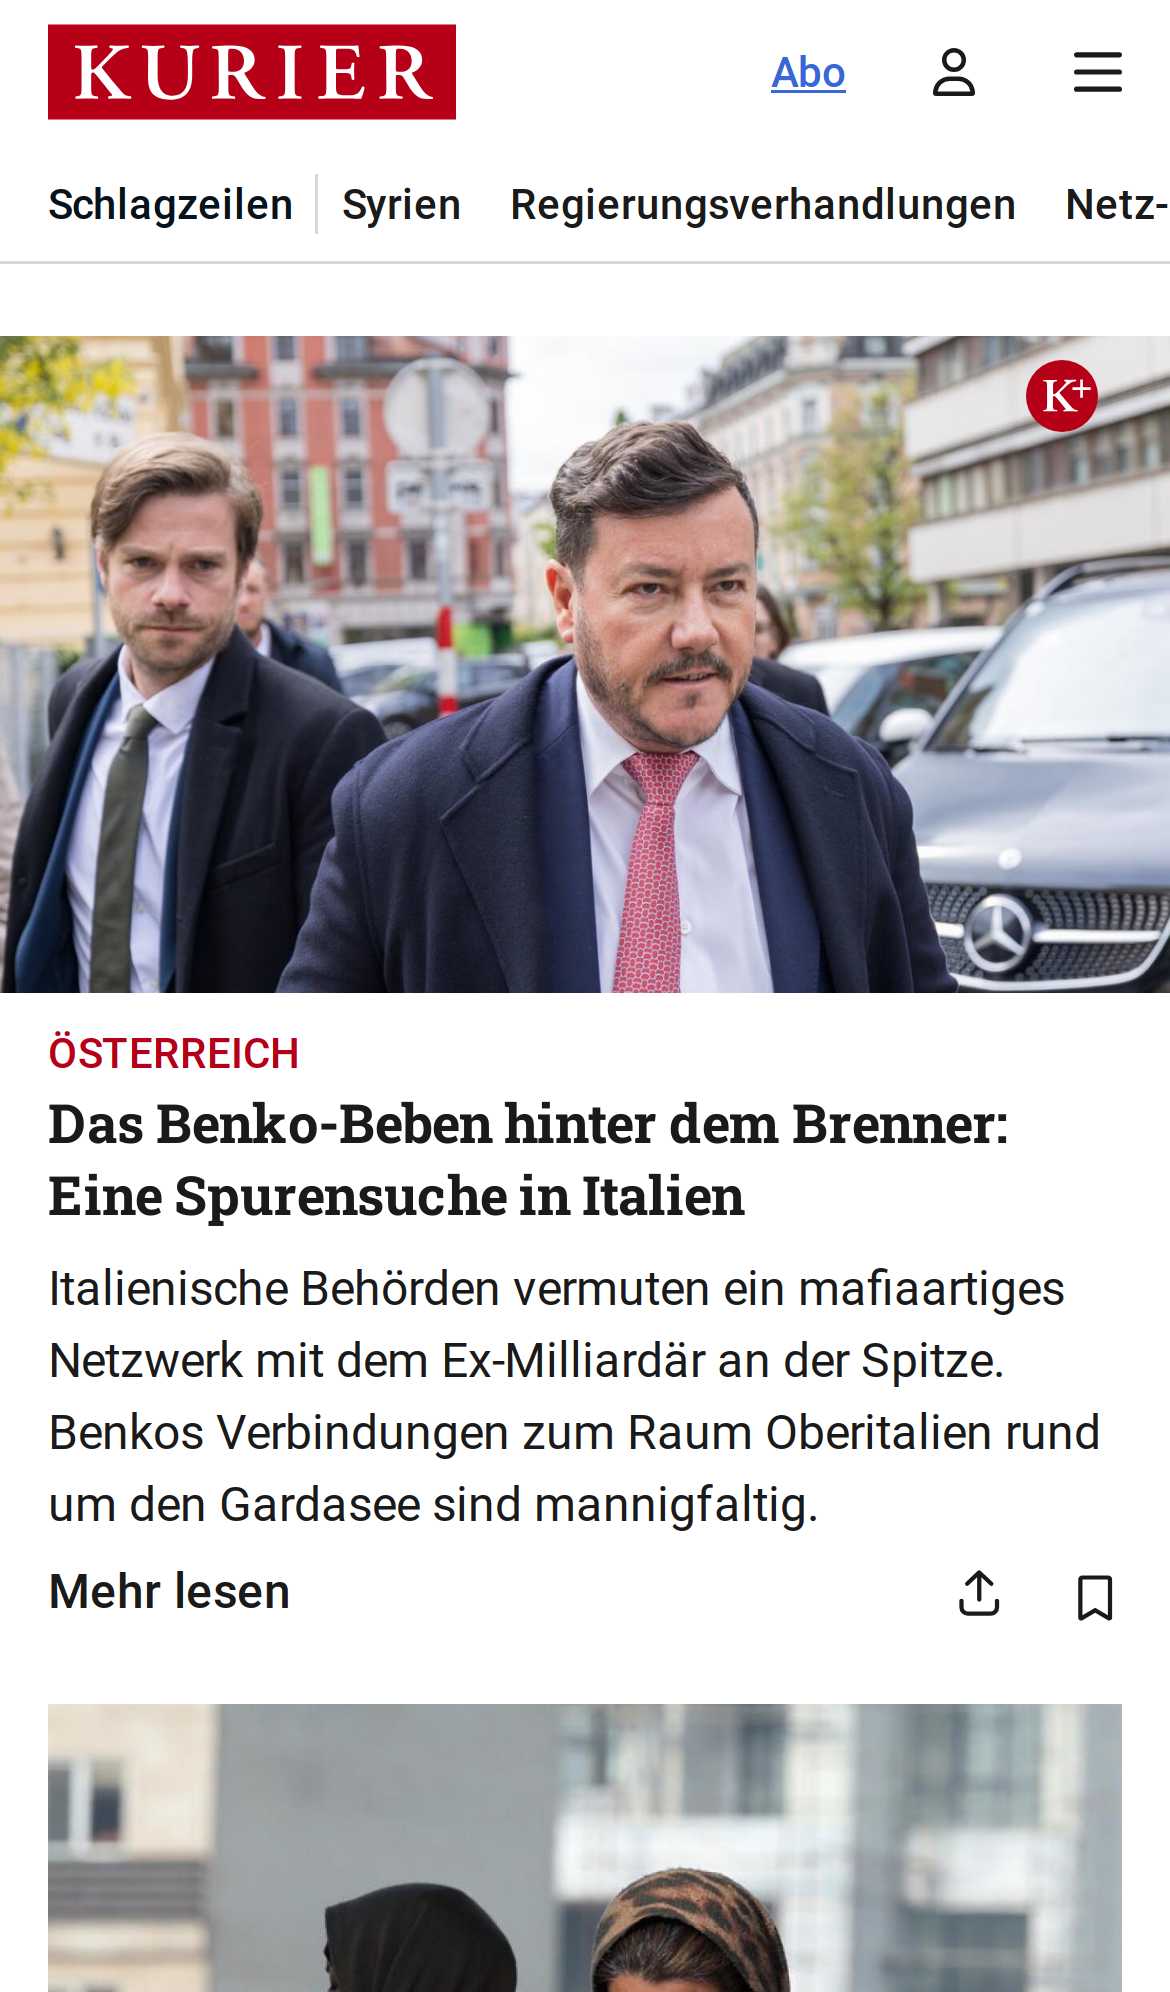 KURIER
Abo
Schlagzeilen
Syrien
Regierungsverhandlungen
Netz-
K+
ÖSTERREICH
Das Benko-Beben hinter dem Brenner:
Eine Spurensuche in Italien
Italienische Behörden vermuten ein mafiaartiges
Netzwerk mit dem Ex-Milliardär an der Spitze.
Benkos Verbindungen zum Raum Oberitalien rund
um den Gardasee sind mannigfaltig.
Mehr lesen